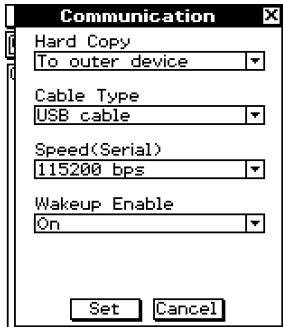 Communication
Hard Copy
To outer device
Cable Type
USB cable
Speed(Serial)
115200 bps
Wakeup Enable
On
Set Cancel